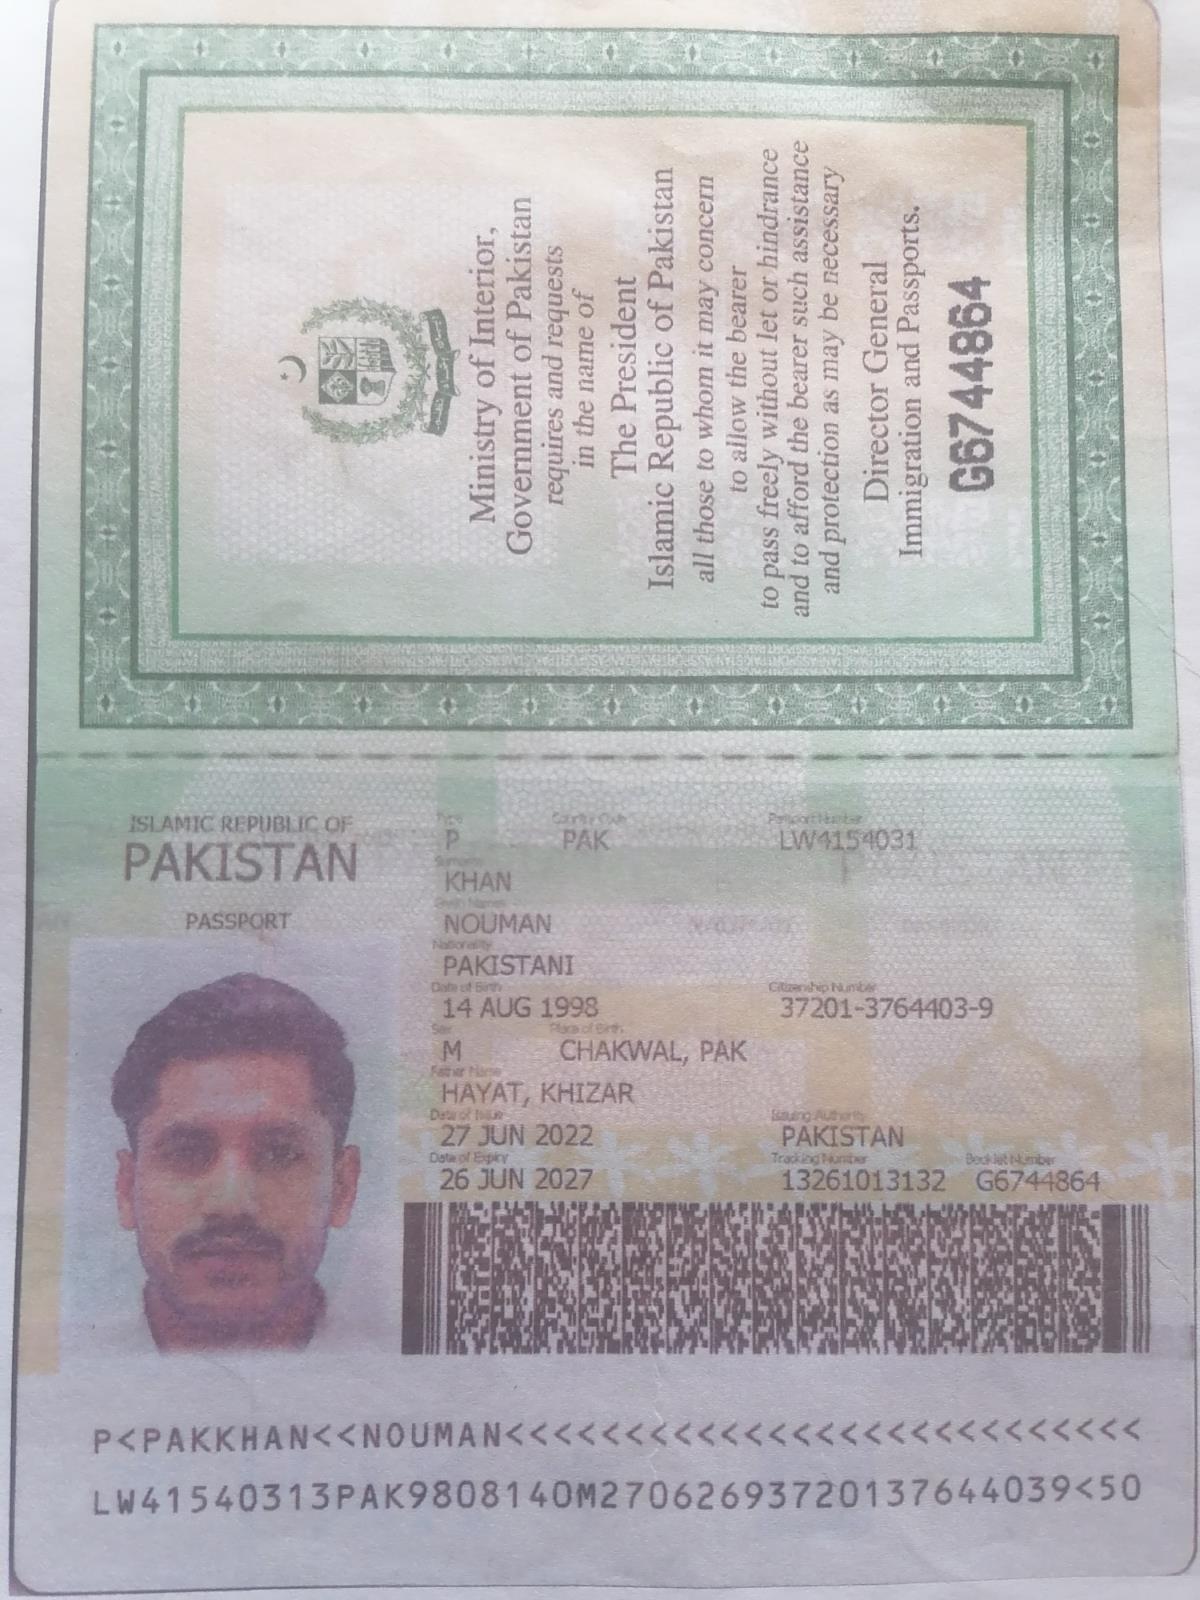 Ministry of Interior,
Government of Pakistan
requires and requests
in the name of
The President
Islamic Republic of Pakistan
all those to whom it may concern
to allow the bearer
to pass freely without let or hindrance
and to afford the bearer such assistance
and protection as may be necessary
Director General
Immigration and Passports.
G6744864
ISLAMIC REPUBLIC OF
PAKISTAN
PASSPORT
Type Country Code Passport Number
P PAK LW4154031
Surname
KHAN
Given Names
NOUMAN
Nationality
PAKISTANI
Date of Birth Citizenship Number
14 AUG 1998 37201-3764403-9
Sex Place of Birth
M CHAKWAL, PAK
Father Name
HAYAT, KHIZAR
Date of Issue Issuing Authority
27 JUN 2022 PAKISTAN
Date of Expiry Tracking Number Booklet Number
26 JUN 2027 13261013132 G6744864
P<PAKKHAN<<NOUMAN<<<<<<<<<<<<<<<<<<<<<<<<<<<
LW41540313PAK9808140M27062693720137644039<50